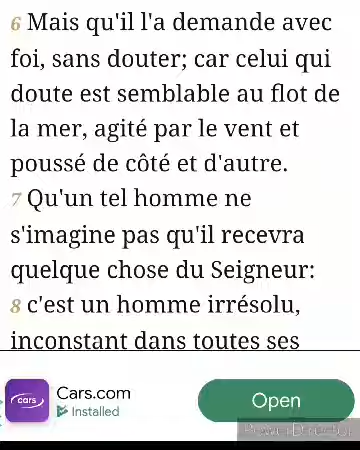 6 Mais qu'il l'a demande avec
foi, sans douter; car celui qui
doute est semblable au flot de
la mer, agité par le vent et
poussé de côté et d'autre.
7 Qu'un tel homme ne
s'imagine pas qu'il recevra
quelque chose du Seigneur:
8 c'est un homme irrésolu,
inconstant dans toutes ses
cars
Cars.com
Installed
Open